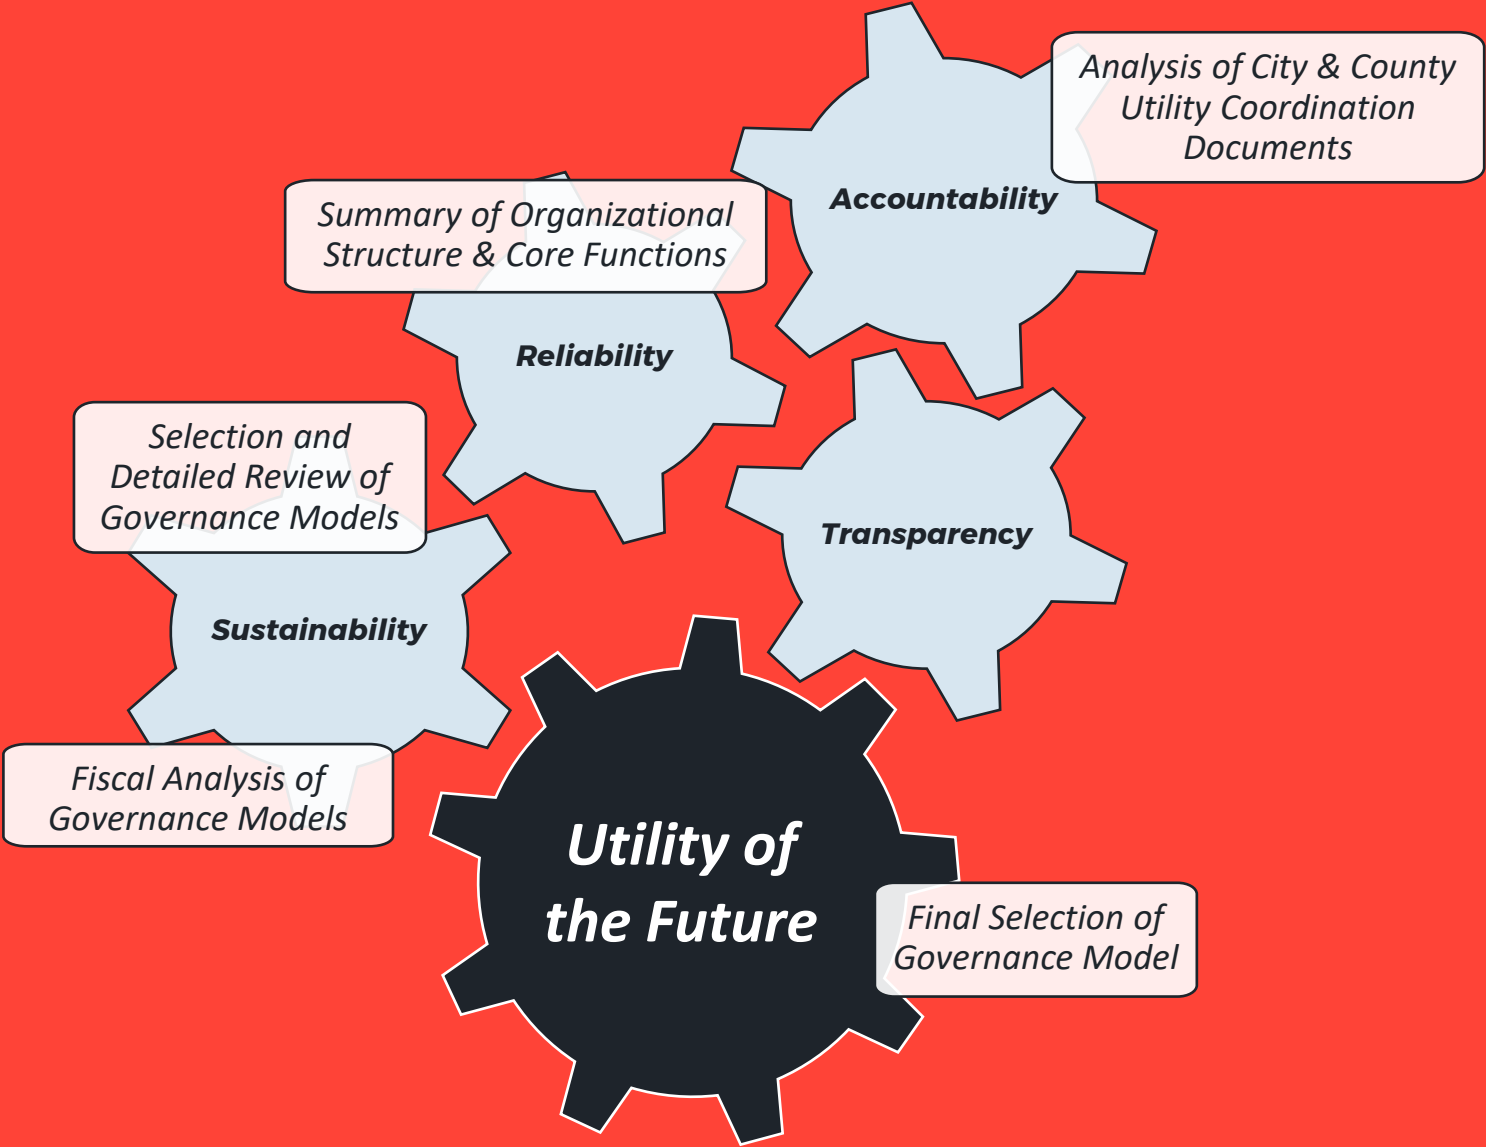 Analysis of City & County
Utility Coordination
Documents
Accountability
Summary of Organizational
Structure & Core Functions
Reliability
Selection and
Detailed Review of
Governance Models
Transparency
Sustainability
Fiscal Analysis of
Governance Models
Utility of
the Future
Final Selection of
Governance Model